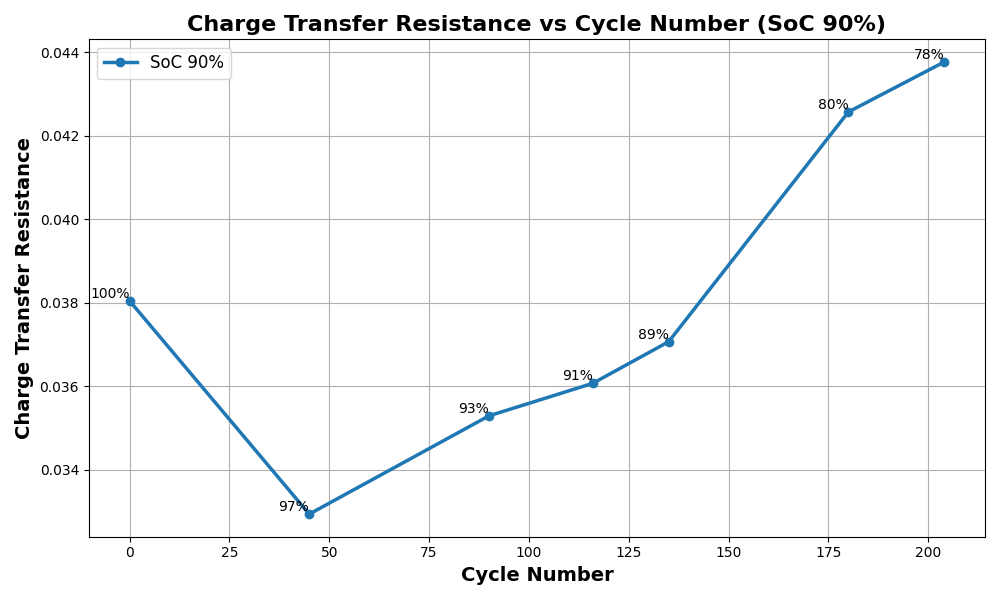 Charge Transfer Resistance vs Cycle Number (SoC 90%)
SoC 90%
Charge Transfer Resistance
0.044
0.042
0.040
0.038
0.036
0.034
100%
97%
93%
91%
89%
80%
78%
0 25 50 75 100 125 150 175 200
Cycle Number